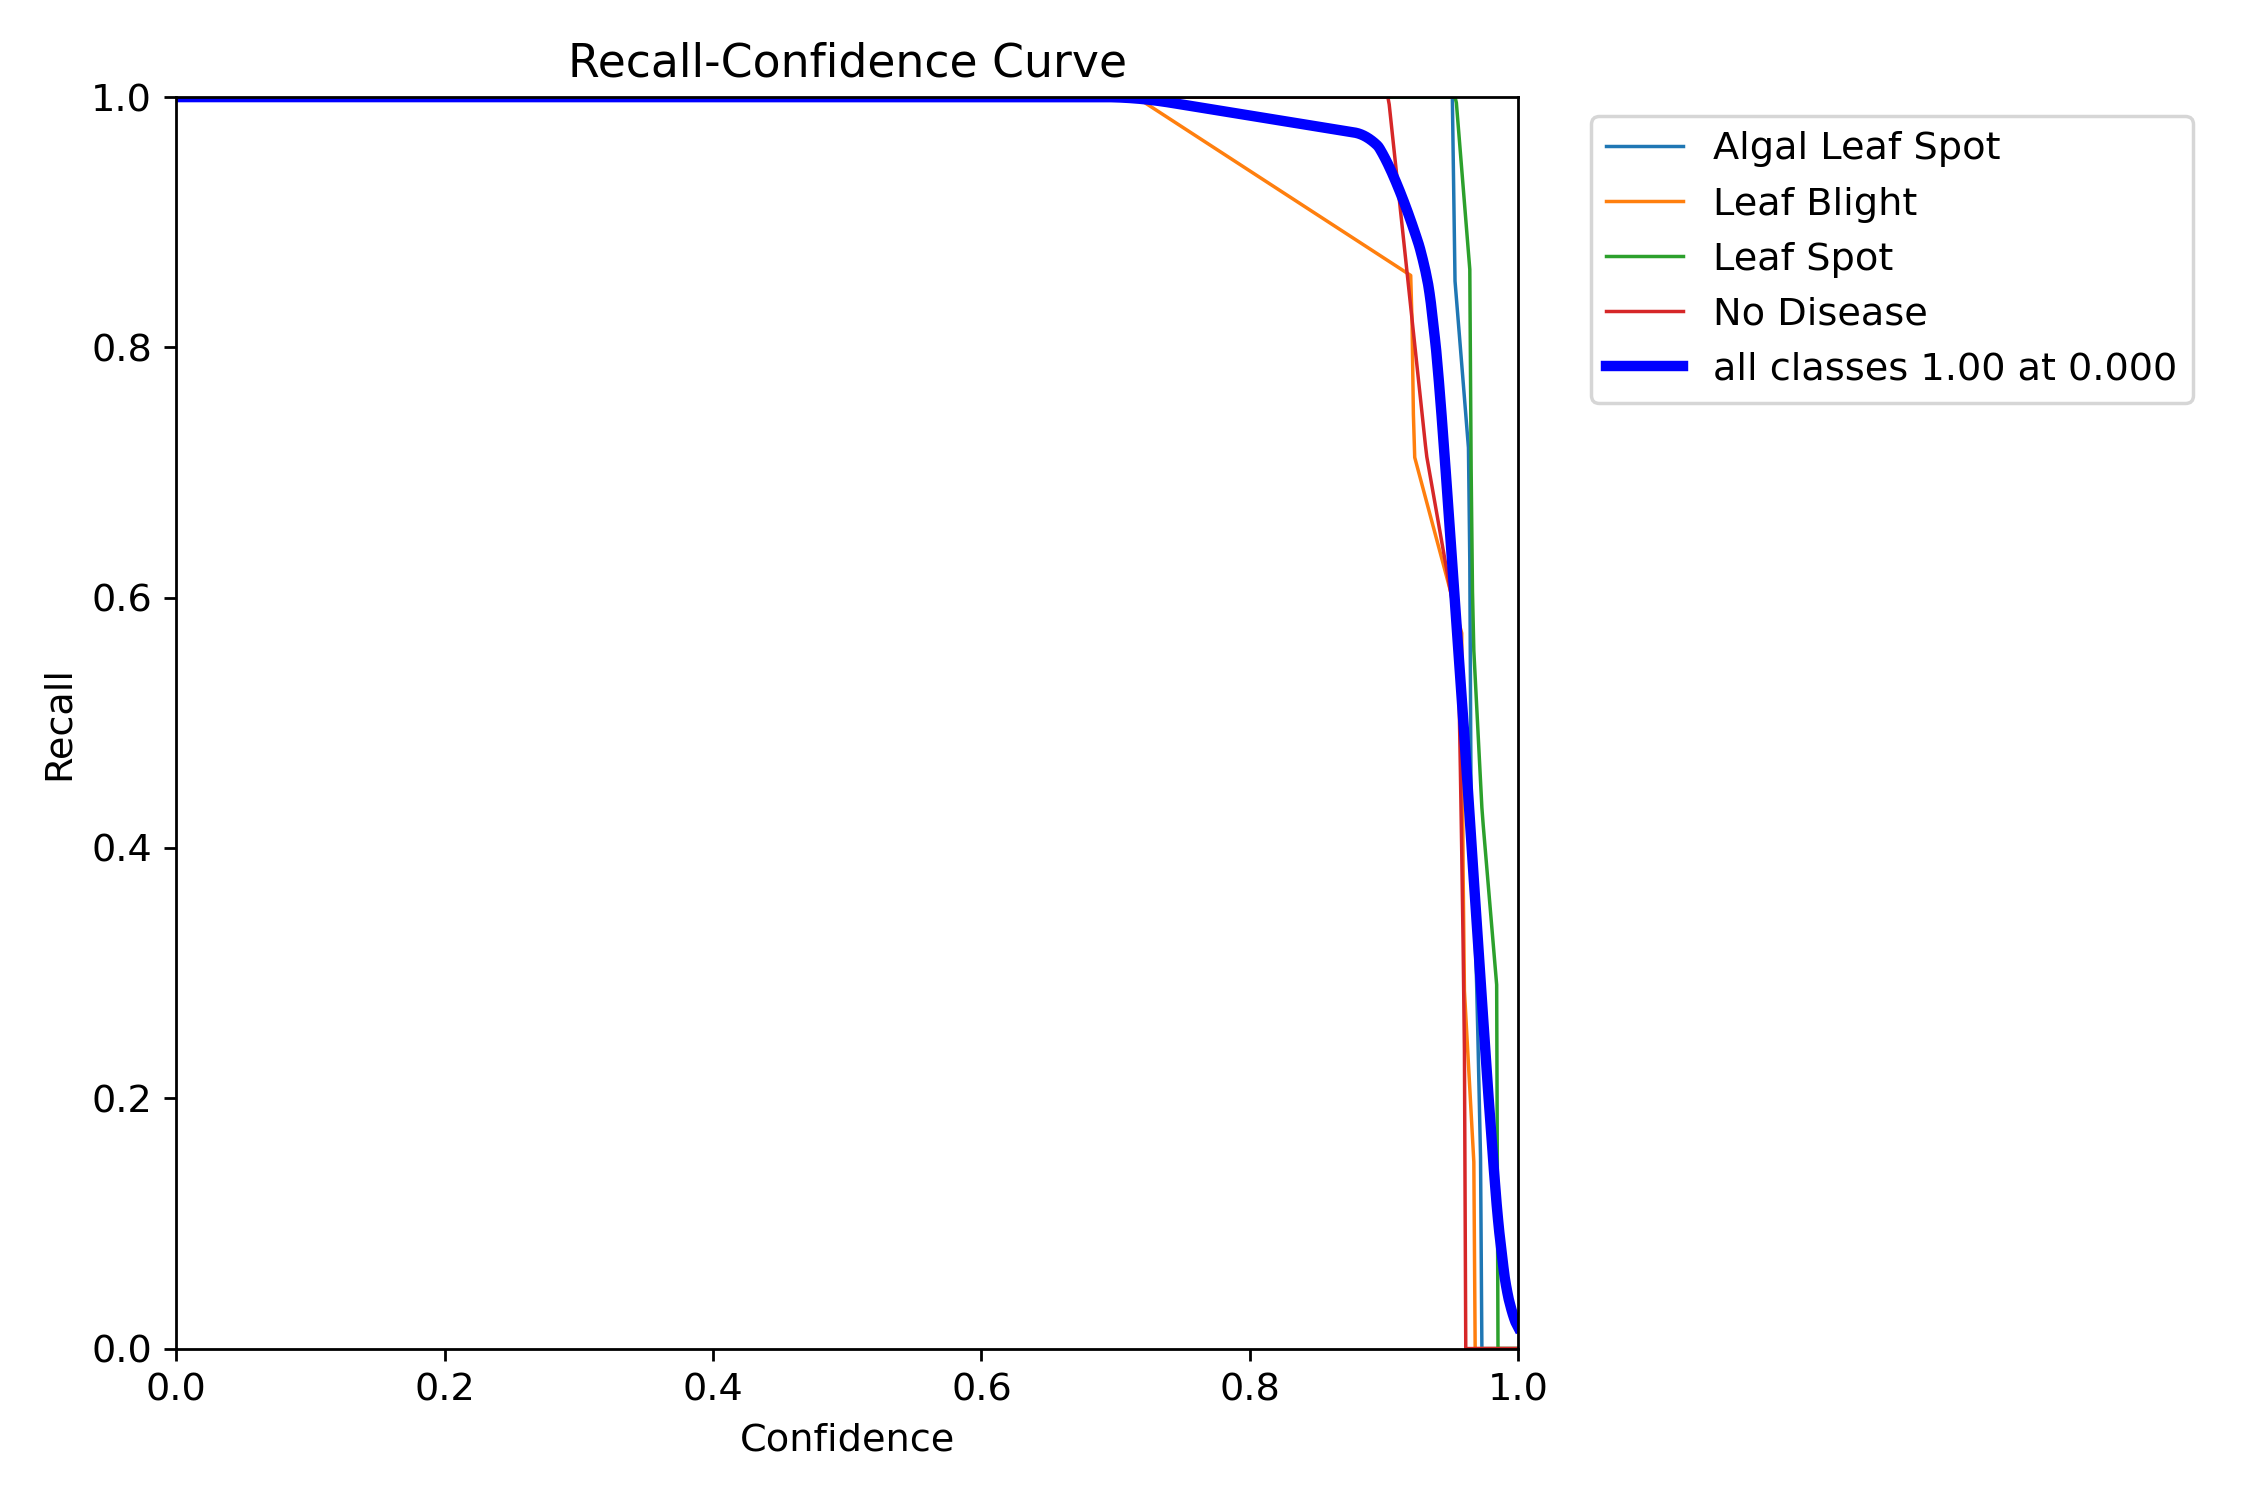 Recall-Confidence Curve
1.0
0.8
0.6
0.4
0.2
0.0
Recall
0.0 0.2 0.4 0.6 0.8 1.0
Confidence
Algal Leaf Spot
Leaf Blight
Leaf Spot
No Disease
all classes 1.00 at 0.000